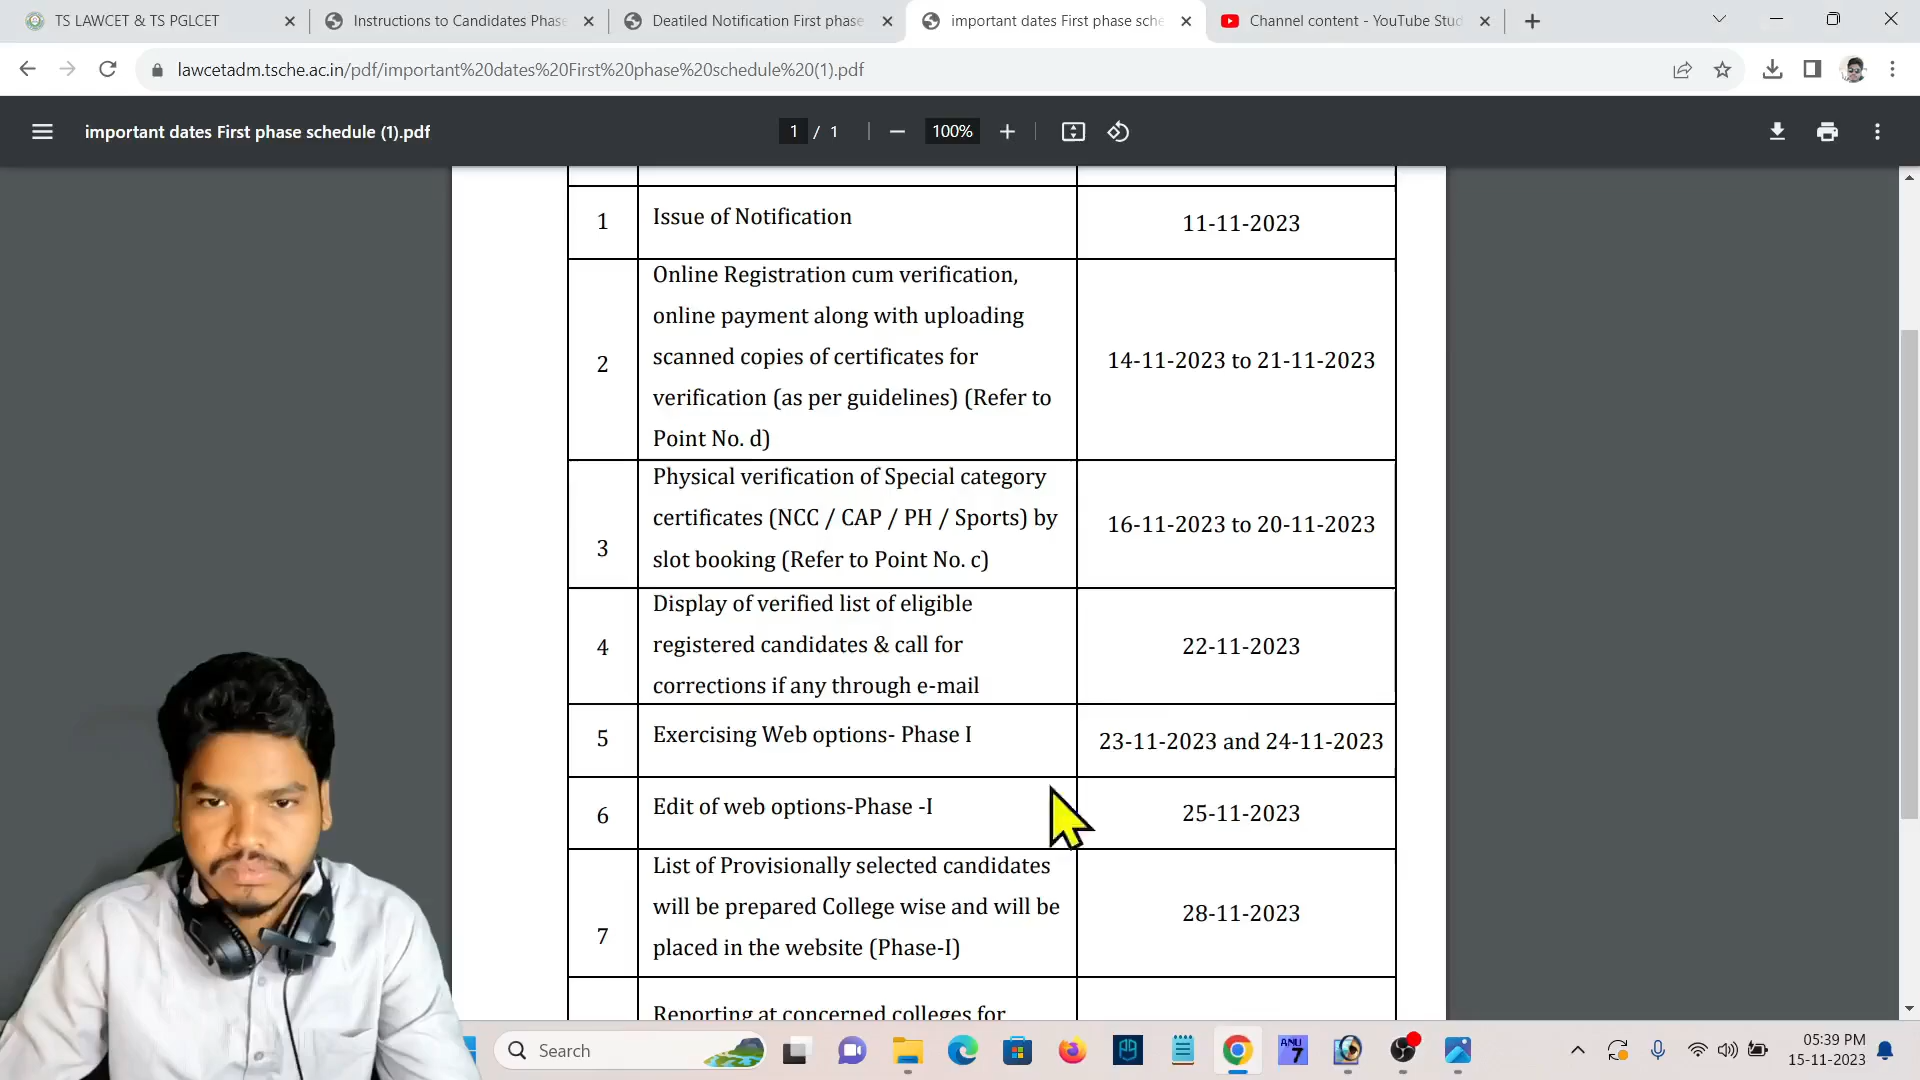 TS LAWCET & TS PGLCET
Instructions to Candidates Phase
Deatiled Notification First phase
important dates First phase sche
Channel content - YouTube Stud
lawcetadm.tsche.ac.in/pdf/important%20dates%20First%20phase%20schedule%20(1).pdf
important dates First phase schedule (1).pdf
1 / 1
100%
1
Issue of Notification
11-11-2023
2
Online Registration cum verification,
online payment along with uploading
scanned copies of certificates for
verification (as per guidelines) (Refer to
Point No. d)
14-11-2023 to 21-11-2023
3
Physical verification of Special category
certificates (NCC / CAP / PH / Sports) by
slot booking (Refer to Point No. c)
16-11-2023 to 20-11-2023
4
Display of verified list of eligible
registered candidates & call for
corrections if any through e-mail
22-11-2023
5
Exercising Web options- Phase I
23-11-2023 and 24-11-2023
6
Edit of web options-Phase -I
25-11-2023
7
List of Provisionally selected candidates
will be prepared College wise and will be
placed in the website (Phase-I)
28-11-2023
Reporting at concerned colleges for
Search
ANU
7
05:39 PM
15-11-2023